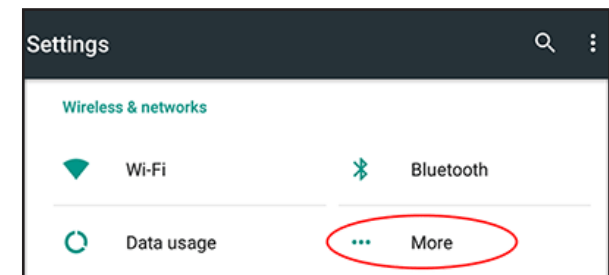 Settings
Wireless & networks
Wi-Fi
Bluetooth
Data usage
More